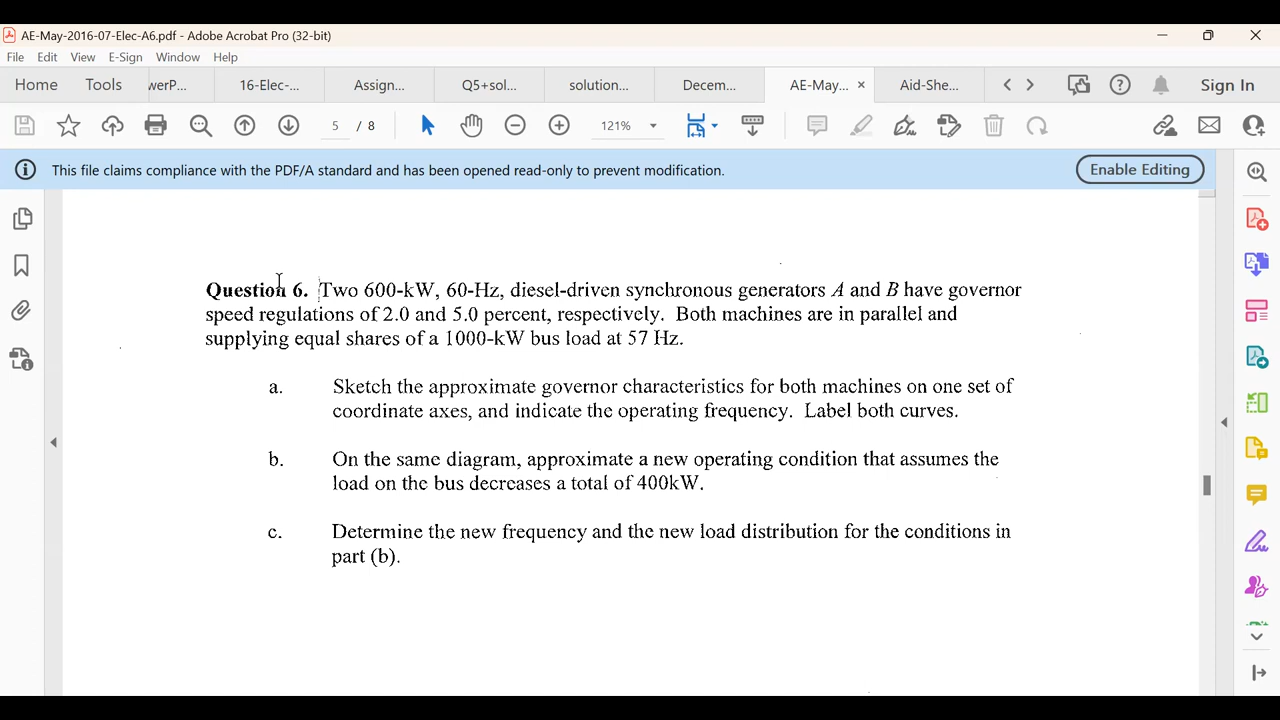 AE-May-2016-07-Elec-A6.pdf - Adobe Acrobat Pro (32-bit)
File Edit View E-Sign Window Help
Home Tools werP... 16-Elec-... Assign... Q5+sol... solution... Decem... AE-May... × Aid-She... Sign In
5 / 8 121%
This file claims compliance with the PDF/A standard and has been opened read-only to prevent modification. Enable Editing
Question 6. Two 600-kW, 60-Hz, diesel-driven synchronous generators A and B have governor
speed regulations of 2.0 and 5.0 percent, respectively. Both machines are in parallel and
supplying equal shares of a 1000-kW bus load at 57 Hz.
a. Sketch the approximate governor characteristics for both machines on one set of
coordinate axes, and indicate the operating frequency. Label both curves.
b. On the same diagram, approximate a new operating condition that assumes the
load on the bus decreases a total of 400kW.
c. Determine the new frequency and the new load distribution for the conditions in
part (b).